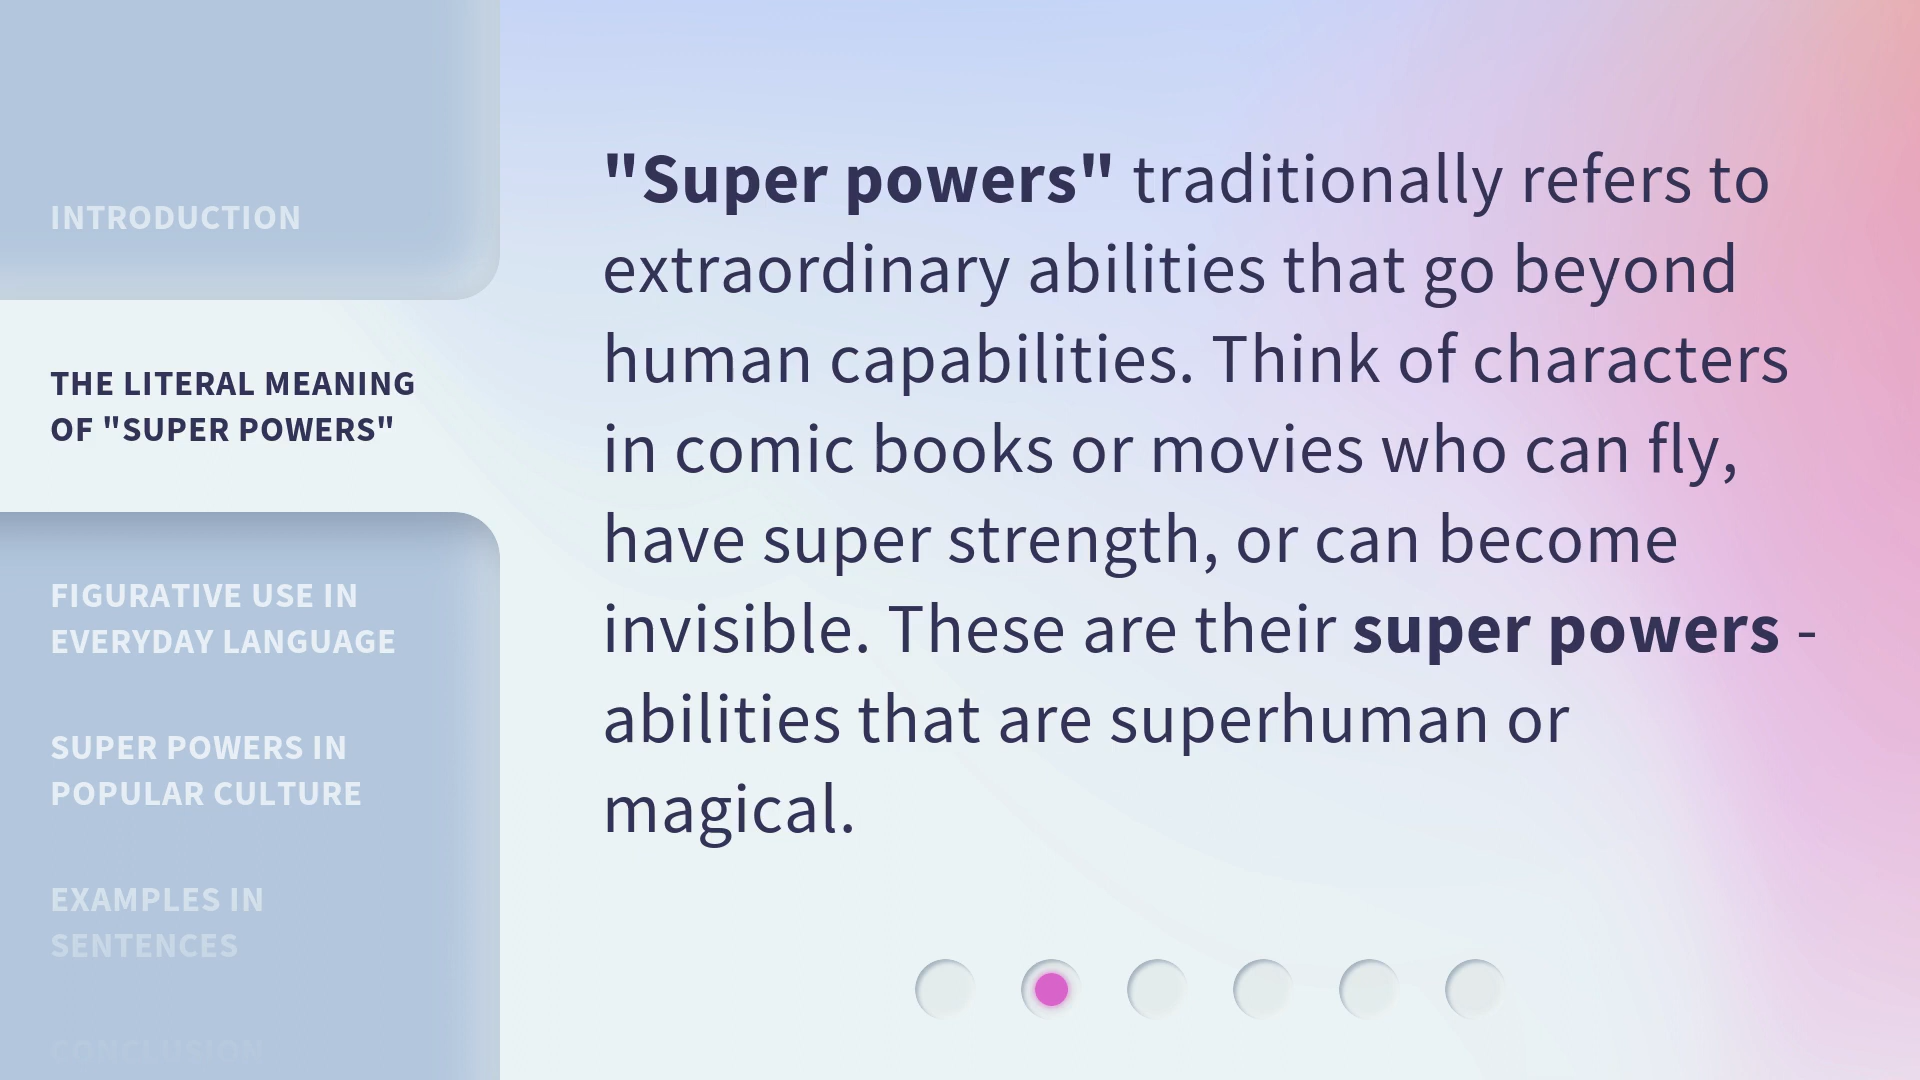 INTRODUCTION
THE LITERAL MEANING
OF "SUPER POWERS"
FIGURATIVE USE IN
EVERYDAY LANGUAGE
SUPER POWERS IN
POPULAR CULTURE
EXAMPLES IN
SENTENCES
CONCLUSION
"Super powers" traditionally refers to
extraordinary abilities that go beyond
human capabilities. Think of characters
in comic books or movies who can fly,
have super strength, or can become
invisible. These are their super powers -
abilities that are superhuman or
magical.